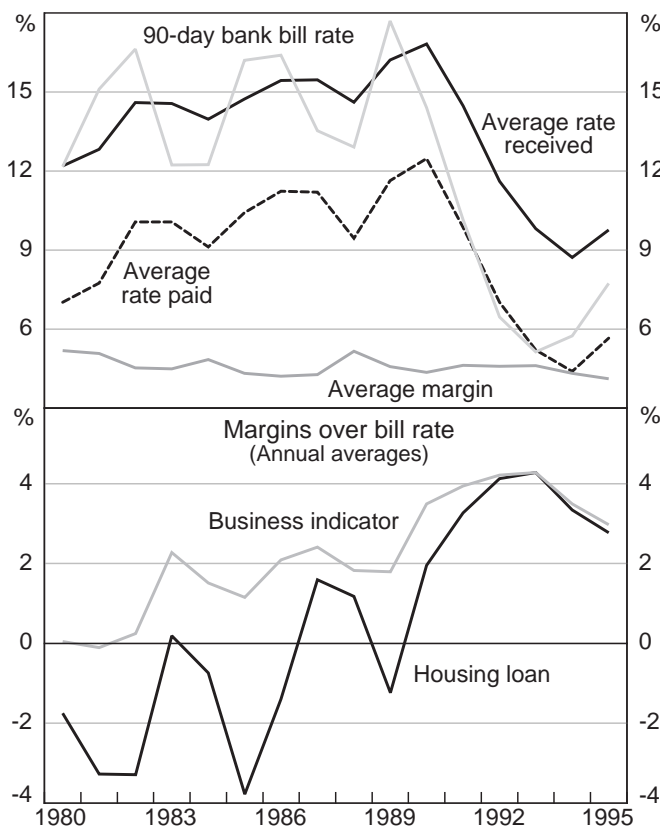 % %
90-day bank bill rate
15 15
Average rate
received
12 12
9 9
Average
rate paid
6 6
Average margin
% %
Margins over bill rate
(Annual averages)
4 4
Business indicator
2 2
0 0
Housing loan
-2 -2
-4 -4
1980 1983 1986 1989 1992 1995